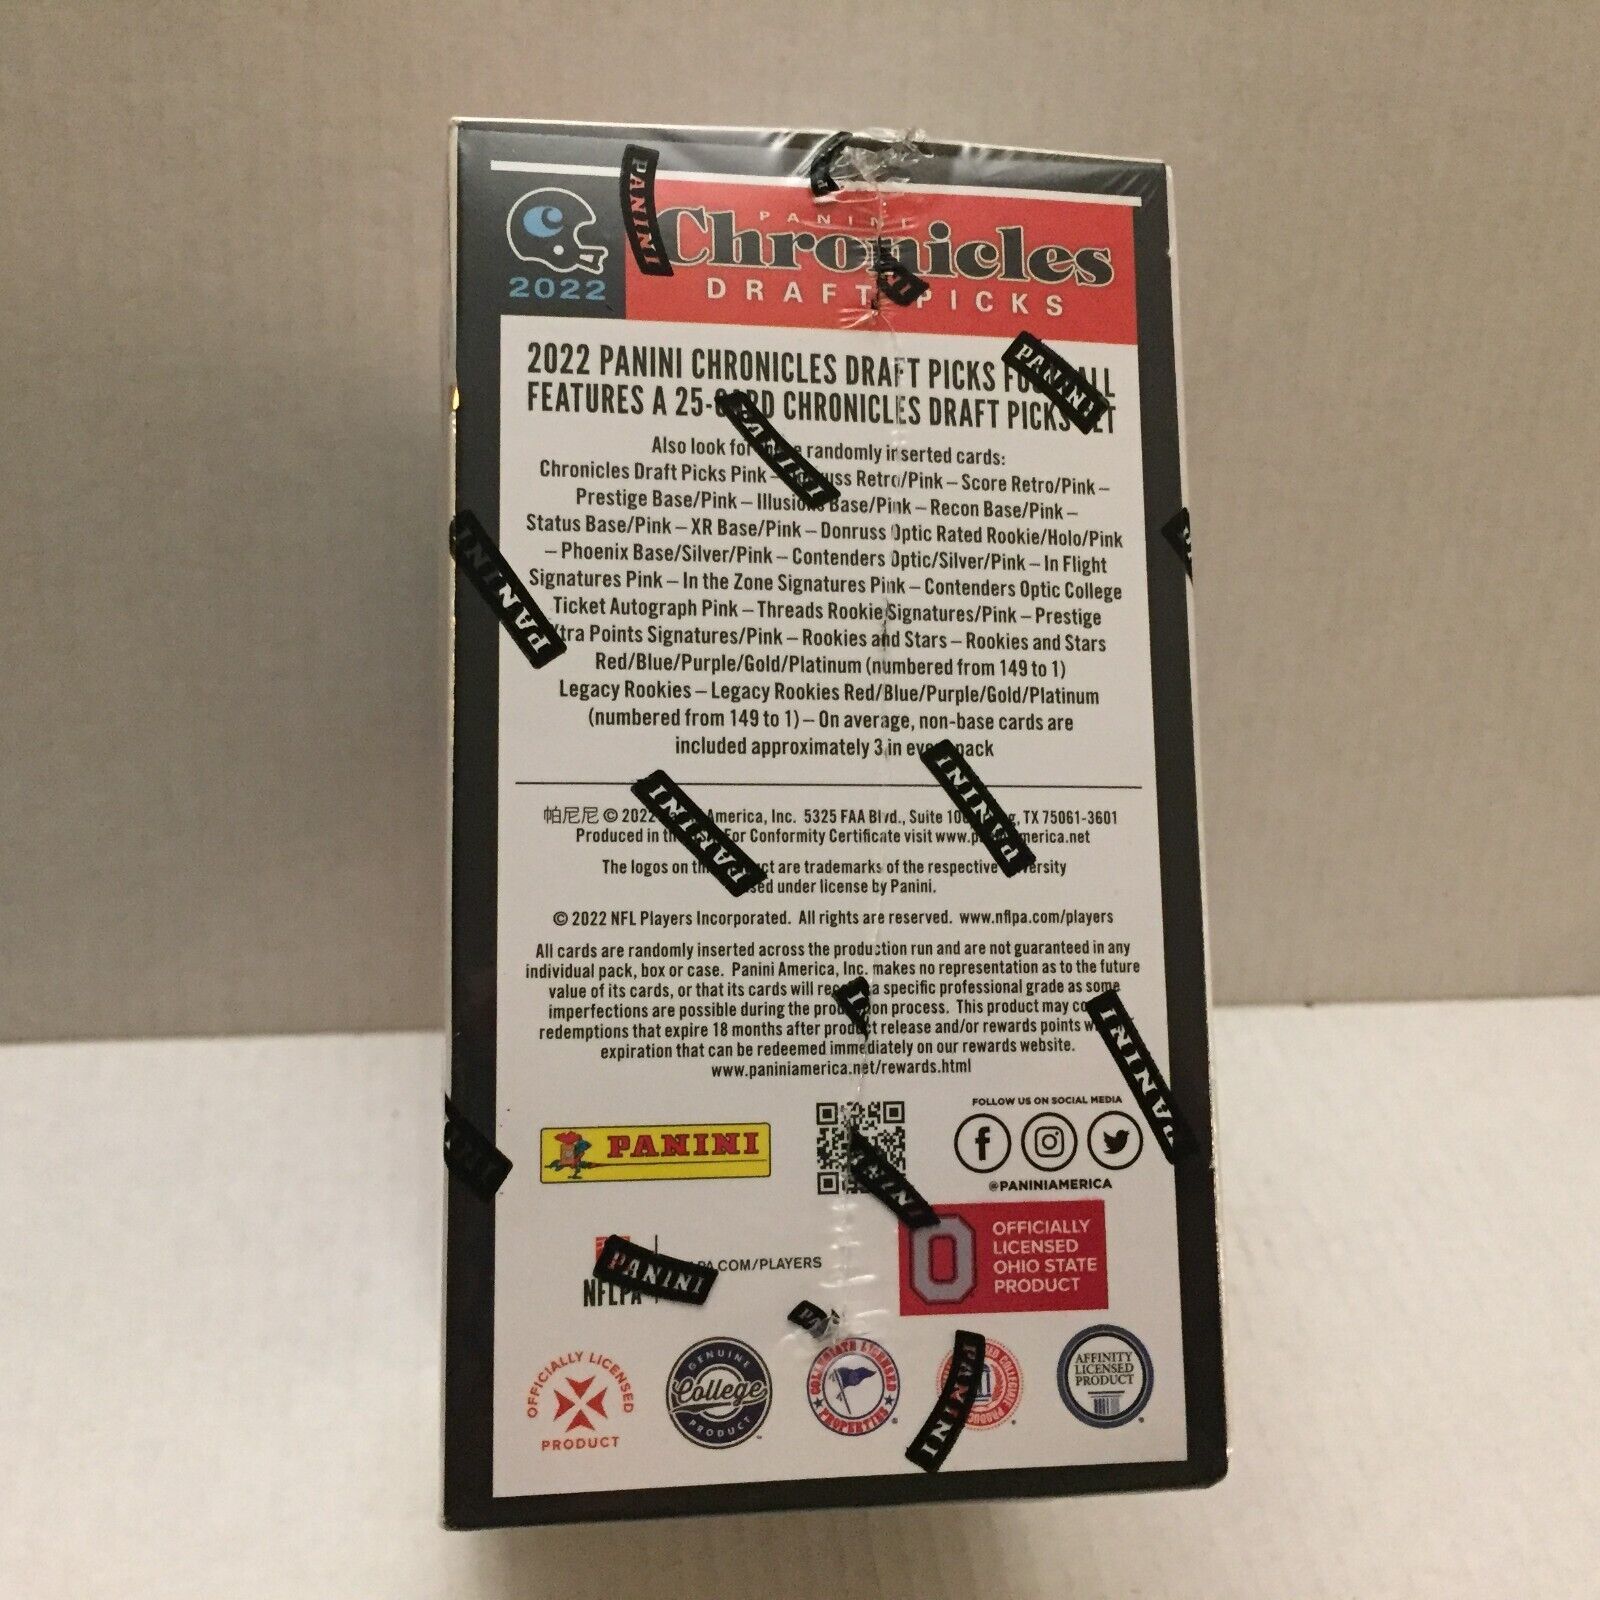 PANINI
Chronicles
DRAFT PICKS
C
2022
2022 PANINI CHRONICLES DRAFT PICKS
FEATURES A 25- CHRONICLES DRAFT PICKS
Also look for randomly inserted cards:
Chronicles Draft Picks Pink – Retro/Pink – Score Retro/Pink –
Prestige Base/Pink – Illusions Base/Pink – Recon Base/Pink –
Status Base/Pink – XR Base/Pink – Donruss Optic Rated Rookie/Holo/Pink
– Phoenix Base/Silver/Pink – Contenders Optic/Silver/Pink – In Flight
Signatures Pink – In the Zone Signatures Pink – Contenders Optic College
Ticket Autograph Pink – Threads Rookie Signatures/Pink – Prestige
Xtra Points Signatures/Pink – Rookies and Stars – Rookies and Stars
Red/Blue/Purple/Gold/Platinum (numbered from 149 to 1)
Legacy Rookies – Legacy Rookies Red/Blue/Purple/Gold/Platinum
(numbered from 149 to 1) – On average, non-base cards are
included approximately 3 in every pack
帕尼尼 © 2022 America, Inc. 5325 FAA Blvd., Suite TX 75061-3601
Produced in For Conformity Certificate visit www.paniniamerica.net
The logos on are trademarks of the respective
under license by Panini.
© 2022 NFL Players Incorporated. All rights are reserved. www.nflpa.com/players
All cards are randomly inserted across the production run and are not guaranteed in any
individual pack, box or case. Panini America, Inc. makes no representation as to the future
value of its cards, or that its cards will a specific professional grade as some
imperfections are possible during the production process. This product may
redemptions that expire 18 months after product release and/or rewards points
expiration that can be redeemed immediately on our rewards website.
www.paniniamerica.net/rewards.html
PANINI
FOLLOW US ON SOCIAL MEDIA
@PANINIAMERICA
NFLPA
.COM/PLAYERS
O
OFFICIALLY
LICENSED
OHIO STATE
PRODUCT
OFFICIALLY LICENSED
PRODUCT
GENUINE
College
PRODUCT
COLLEGIATE LICENSED
PROPERTIES
AFFINITY
LICENSED
PRODUCT
PANINI
PANINI
PANINI
PANINI
PANINI
PANINI
PANINI
PANINI
PANINI